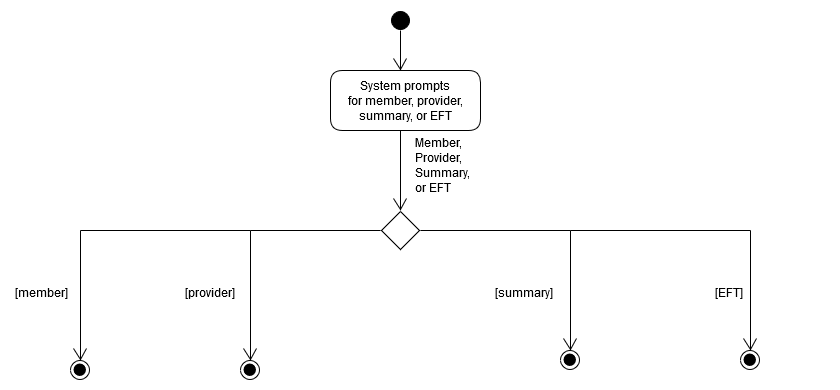 System prompts
for member, provider,
summary, or EFT
Member,
Provider,
Summary,
or EFT
[member]
[provider]
[summary]
[EFT]